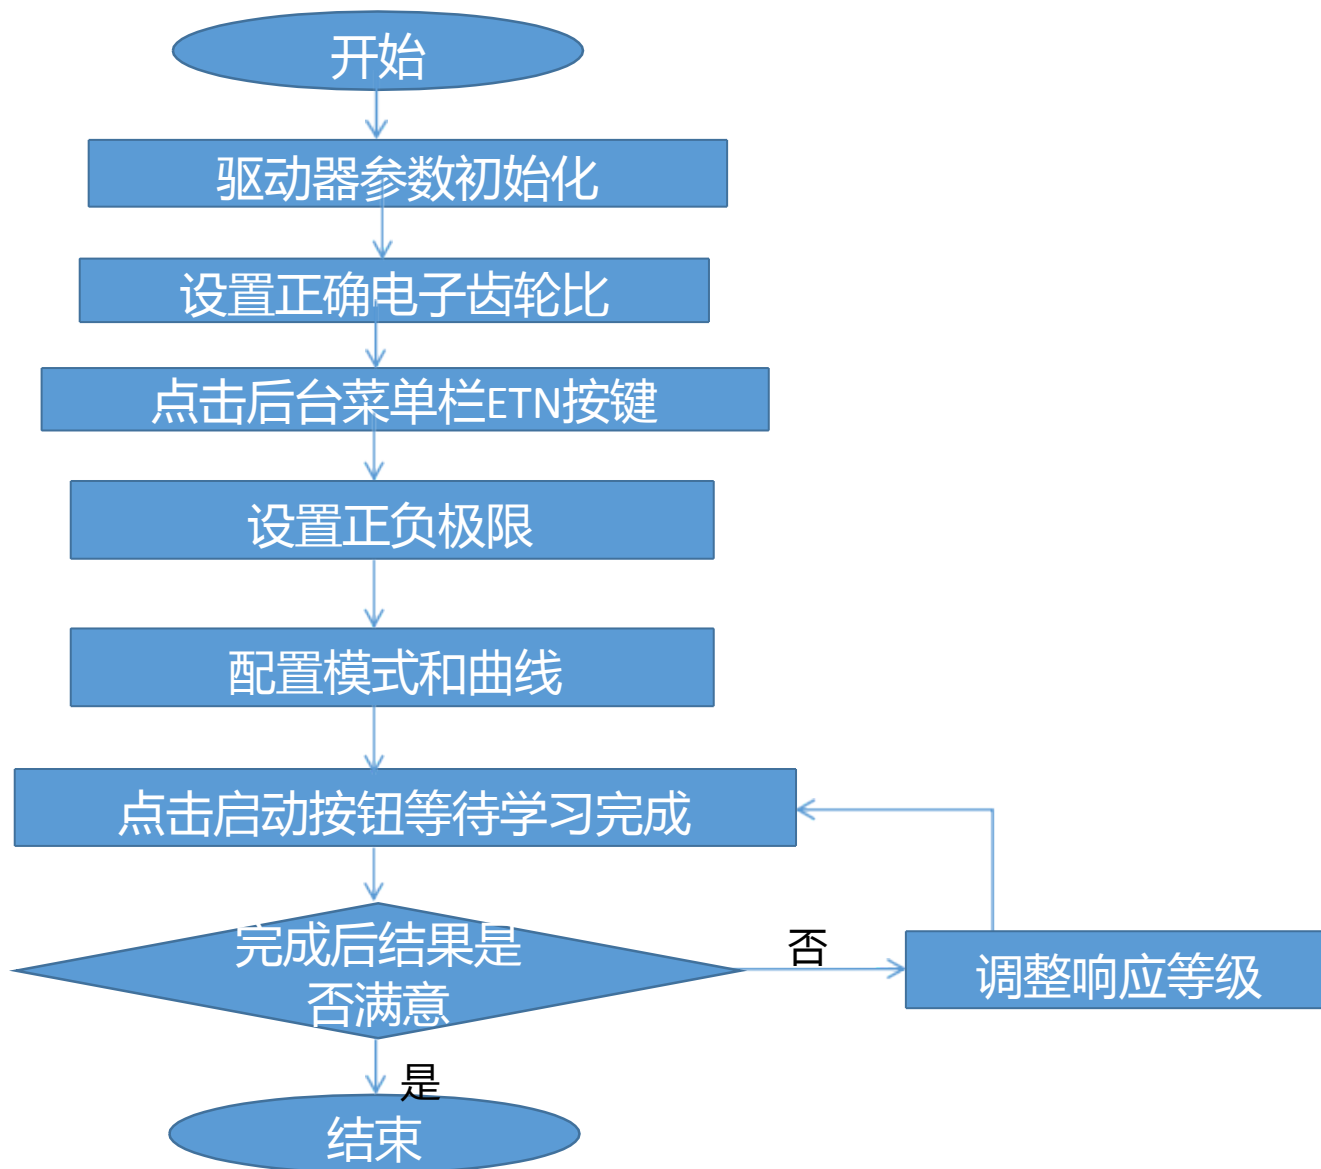 开始
驱动器参数初始化
设置正确电子齿轮比
点击后台菜单栏ETN按键
设置正负极限
配置模式和曲线
点击启动按钮等待学习完成
完成后结果是
否满意
否
调整响应等级
是
结束